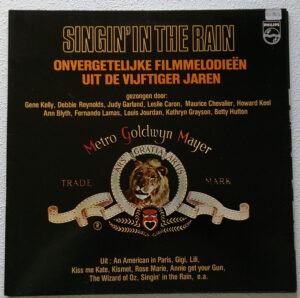 SINGIN' IN THE RAIN
PHILIPS
ONVERGETELIJKE FILMMELODIEËN
UIT DE VIJFTIGER JAREN
gezongen door:
Gene Kelly, Debbie Reynolds, Judy Garland, Leslie Caron, Maurice Chevalier, Howard Keel
Ann Blyth, Fernando Lamas, Louis Jourdan, Kathryn Grayson, Betty Hutton
Metro Goldwyn Mayer
ARS GRATIA ARTIS
TRADE MARK
Uit : An American in Paris, Gigi, Lili,
Kiss me Kate, Kismet, Rose Marie, Annie get your Gun,
The Wizard of Oz, Singin' in the Rain, e.a.